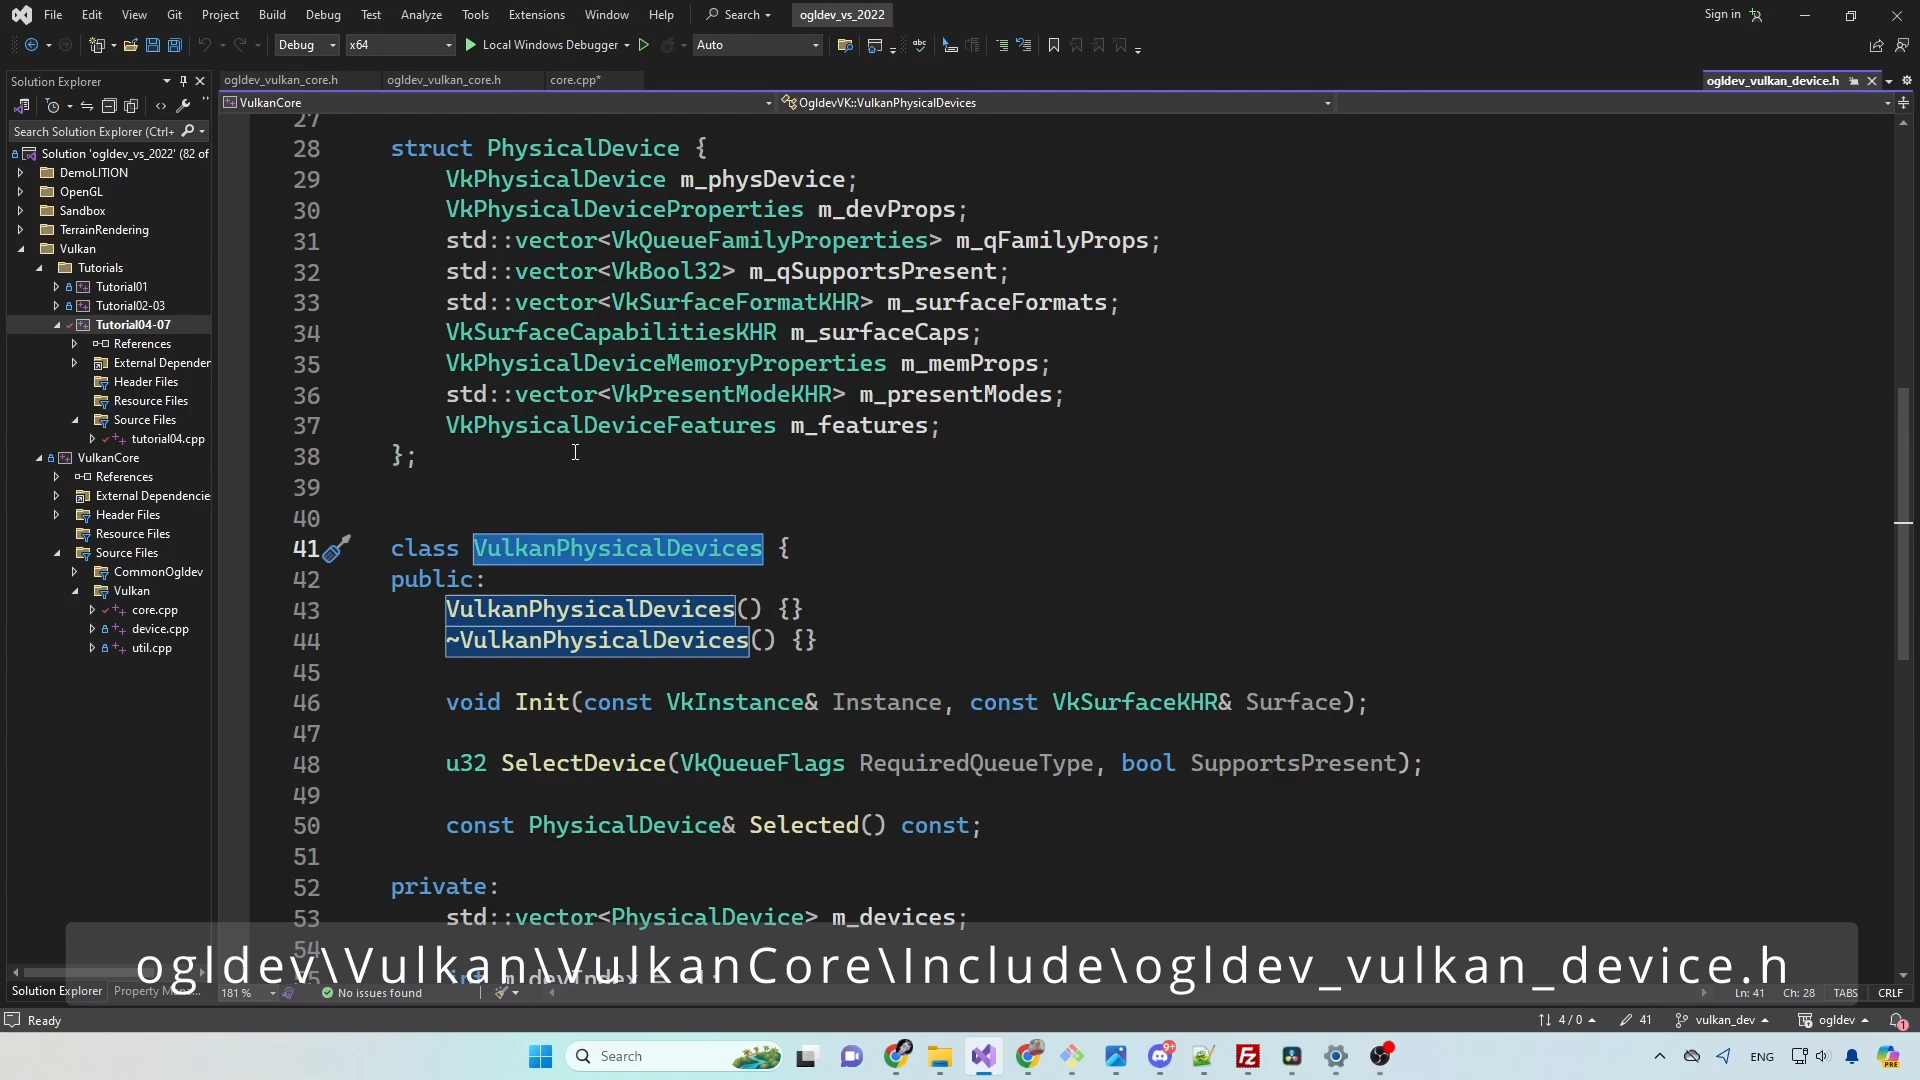 File Edit View Git Project Build Debug Test Analyze Tools Extensions Window Help Search ogldev_vs_2022 Sign in
Debug x64 Local Windows Debugger Auto
Solution Explorer
ogldev_vulkan_core.h ogldev_vulkan_core.h core.cpp* ogldev_vulkan_device.h
VulkanCore OgldevVK::VulkanPhysicalDevices
Search Solution Explorer (Ctrl+
Solution 'ogldev_vs_2022' (82 of
DemoLITION
OpenGL
Sandbox
TerrainRendering
Vulkan
Tutorials
Tutorial01
Tutorial02-03
Tutorial04-07
References
External Dependen
Header Files
Resource Files
Source Files
tutorial04.cpp
VulkanCore
References
External Dependencie
Header Files
Resource Files
Source Files
CommonOgldev
Vulkan
core.cpp
device.cpp
util.cpp
Solution Explorer Property Mana...
27
28 struct PhysicalDevice {
29 VkPhysicalDevice m_physDevice;
30 VkPhysicalDeviceProperties m_devProps;
31 std::vector<VkQueueFamilyProperties> m_qFamilyProps;
32 std::vector<VkBool32> m_qSupportsPresent;
33 std::vector<VkSurfaceFormatKHR> m_surfaceFormats;
34 VkSurfaceCapabilitiesKHR m_surfaceCaps;
35 VkPhysicalDeviceMemoryProperties m_memProps;
36 std::vector<VkPresentModeKHR> m_presentModes;
37 VkPhysicalDeviceFeatures m_features;
38 };
39
40
41 class VulkanPhysicalDevices {
42 public:
43 VulkanPhysicalDevices() {}
44 ~VulkanPhysicalDevices() {}
45
46 void Init(const VkInstance& Instance, const VkSurfaceKHR& Surface);
47
48 u32 SelectDevice(VkQueueFlags RequiredQueueType, bool SupportsPresent);
49
50 const PhysicalDevice& Selected() const;
51
52 private:
53 std::vector<PhysicalDevice> m_devices;
54
ogldev\Vulkan\VulkanCore\Include\ogldev_vulkan_device.h
181 % No issues found Ln: 41 Ch: 28 TABS CRLF
Ready 4 / 0 41 vulkan_dev ogldev 1
Search 9+ ENG PRE